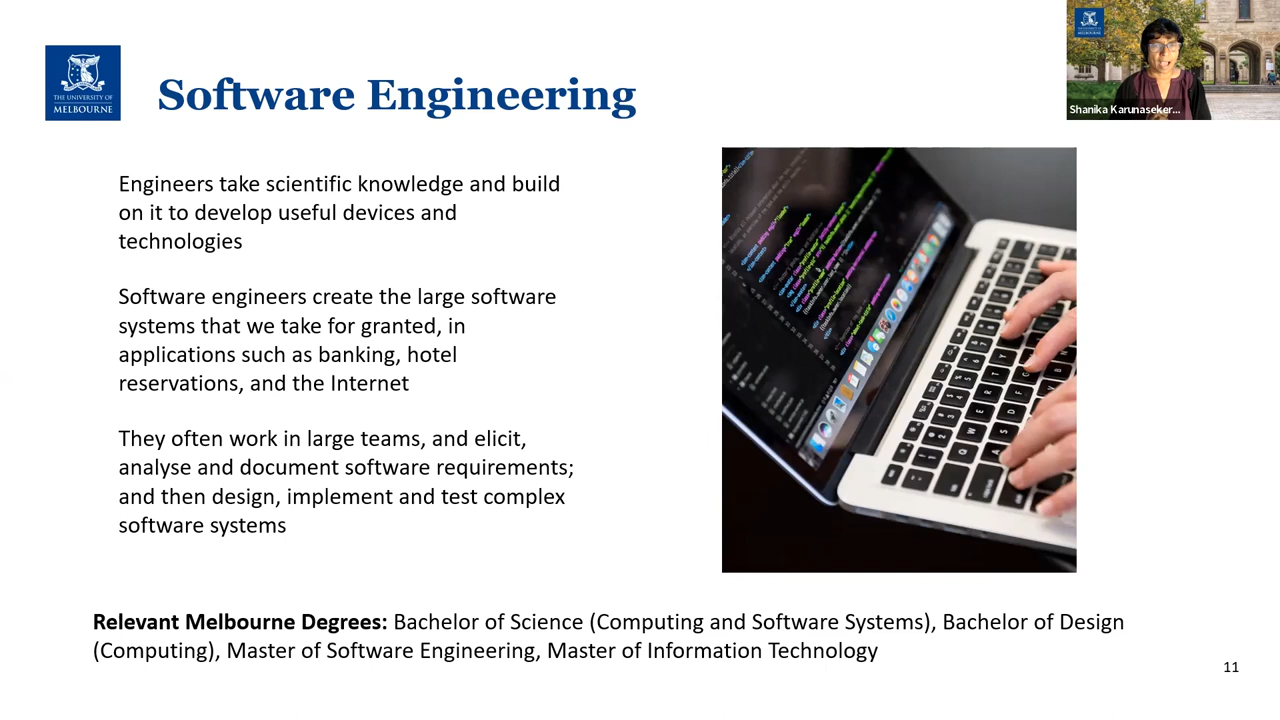 THE UNIVERSITY OF
MELBOURNE
Software Engineering
Shanika Karunaseker...
Engineers take scientific knowledge and build
on it to develop useful devices and
technologies
Software engineers create the large software
systems that we take for granted, in
applications such as banking, hotel
reservations, and the Internet
They often work in large teams, and elicit,
analyse and document software requirements;
and then design, implement and test complex
software systems
Relevant Melbourne Degrees: Bachelor of Science (Computing and Software Systems), Bachelor of Design
(Computing), Master of Software Engineering, Master of Information Technology
11